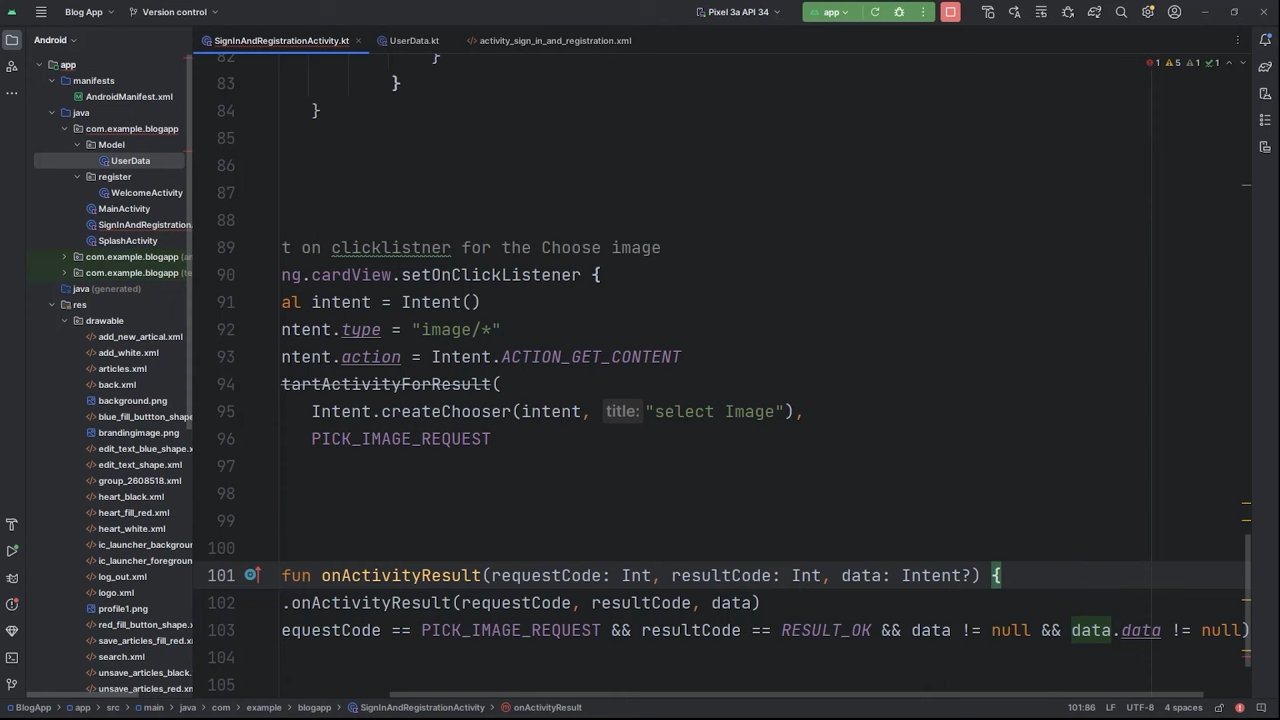 Blog App
Version control
Pixel 3a API 34
app
Android
SignInAndRegistrationActivity.kt
UserData.kt
activity_sign_in_and_registration.xml
1 5 1 1
app
manifests
AndroidManifest.xml
java
com.example.blogapp
Model
UserData
register
WelcomeActivity
MainActivity
SignInAndRegistration
SplashActivity
com.example.blogapp (a
com.example.blogapp (te
java (generated)
res
drawable
add_new_artical.xml
add_white.xml
articles.xml
back.xml
background.png
blue_fill_buttton_shape
brandingimage.png
edit_text_blue_shape.x
edit_text_shape.xml
group_2608518.xml
heart_black.xml
heart_fill_red.xml
heart_white.xml
ic_launcher_backgroun
ic_launcher_foregroun
log_out.xml
logo.xml
profile1.png
red_fill_button_shape.x
save_articles_fill_red.x
search.xml
unsave_articles_black.
unsave_articles_red.xm
82 }
83 }
84 }
85
86
87
88
89 t on clicklistner for the Choose image
90 ng.cardView.setOnClickListener {
91 al intent = Intent()
92 ntent.type = "image/*"
93 ntent.action = Intent.ACTION_GET_CONTENT
94 tartActivityForResult(
95 Intent.createChooser(intent, title: "select Image"),
96 PICK_IMAGE_REQUEST
97
98
99
100
101 fun onActivityResult(requestCode: Int, resultCode: Int, data: Intent?) {
102 .onActivityResult(requestCode, resultCode, data)
103 equestCode == PICK_IMAGE_REQUEST && resultCode == RESULT_OK && data != null && data.data != null)
104
105
BlogApp > app > src > main > java > com > example > blogapp > SignInAndRegistrationActivity > onActivityResult
101:86 LF UTF-8 4 spaces